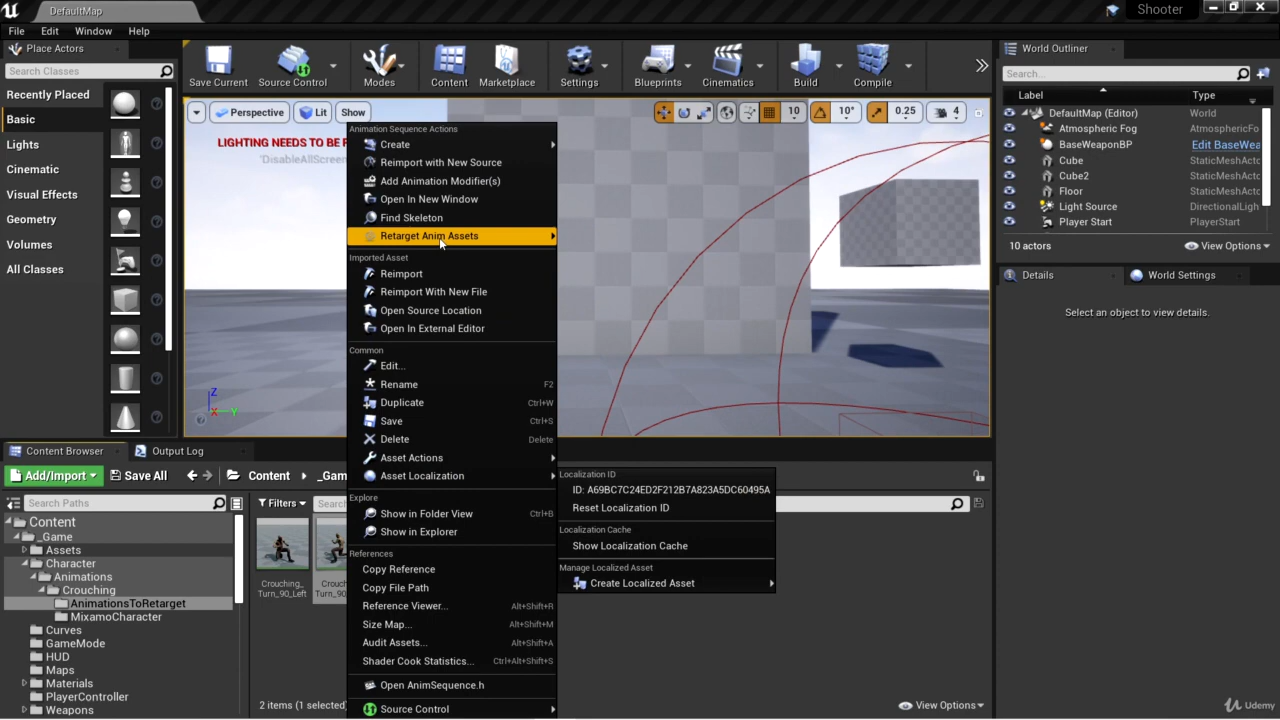 DefaultMap
Shooter
File Edit Window Help
Place Actors
Search Classes
Recently Placed
Basic
Lights
Cinematic
Visual Effects
Geometry
Volumes
All Classes
Save Current
Source Control
Modes
Content
Marketplace
Settings
Blueprints
Cinematics
Build
Compile
Perspective
Lit
Show
10
10°
0.25
4
LIGHTING NEEDS TO BE
'DisableAllScreen
Animation Sequence Actions
Create
Reimport with New Source
Add Animation Modifier(s)
Open In New Window
Find Skeleton
Retarget Anim Assets
Imported Asset
Reimport
Reimport With New File
Open Source Location
Open In External Editor
Common
Edit...
Rename F2
Duplicate Ctrl+W
Save Ctrl+S
Delete Delete
Asset Actions
Asset Localization
Explore
Show in Folder View Ctrl+B
Show in Explorer
References
Copy Reference
Copy File Path
Reference Viewer... Alt+Shift+R
Size Map... Alt+Shift+M
Audit Assets... Alt+Shift+A
Shader Cook Statistics... Ctrl+Alt+Shift+S
Open AnimSequence.h
Source Control
Localization ID
ID: A69BC7C24ED2F212B7A823A5DC60495A
Reset Localization ID
Localization Cache
Show Localization Cache
Manage Localized Asset
Create Localized Asset
World Outliner
Search...
Label Type
DefaultMap (Editor) World
Atmospheric Fog AtmosphericFo
BaseWeaponBP Edit BaseWea
Cube StaticMeshActo
Cube2 StaticMeshActo
Floor StaticMeshActo
Light Source DirectionalLigh
Player Start PlayerStart
10 actors
View Options
Details
World Settings
Select an object to view details.
Content Browser
Output Log
Add/Import
Save All
Content
_Gam
Search Paths
Filters
Search
Content
_Game
Assets
Character
Animations
Crouching
AnimationsToRetarget
MixamoCharacter
Curves
GameMode
HUD
Maps
Materials
PlayerController
Weapons
Crouching_
Turn_90_Left
Crouch
Turn_90_
2 items (1 selected)
View Options
Udemy